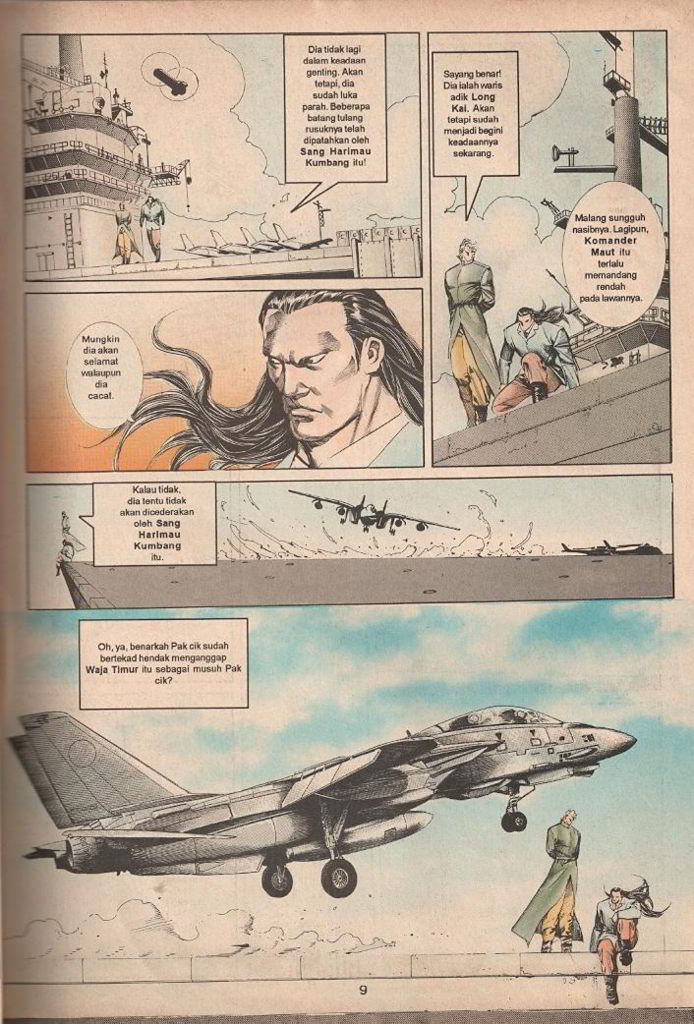 Dia tidak lagi
dalam keadaan
genting. Akan
tetapi, dia
sudah luka
parah. Beberapa
batang tulang
rusuknya telah
dipatahkan oleh
Sang Harimau
Kumbang itu!
Sayang benar!
Dia ialah waris
adik Long
Kai. Akan
tetapi sudah
menjadi begini
keadaannya
sekarang.
Malang sungguh
nasibnya. Lagipun,
Komander
Maut itu
terlalu
memandang
rendah
pada lawannya.
Mungkin
dia akan
selamat
walaupun
dia
cacat.
Kalau tidak,
dia tentu tidak
akan dicederakan
oleh Sang
Harimau
Kumbang
itu.
Oh, ya, benarkah Pak cik sudah
bertekad hendak menganggap
Waja Timur itu sebagai musuh Pak
cik?
9